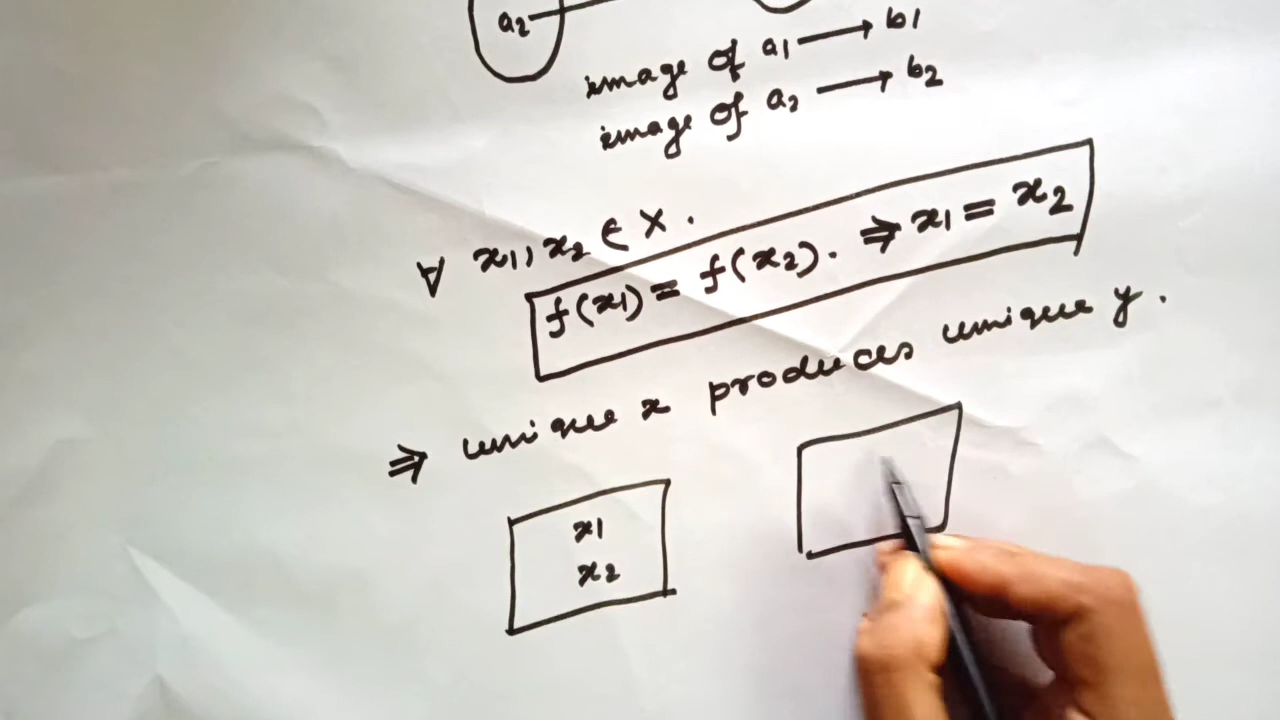 a2
image of a1 → b1
image of a2 → b2
∀ x1, x2 ∈ X.
f(x1) = f(x2). ⇒ x1 = x2
⇒ unique x produces unique y.
x1
x2